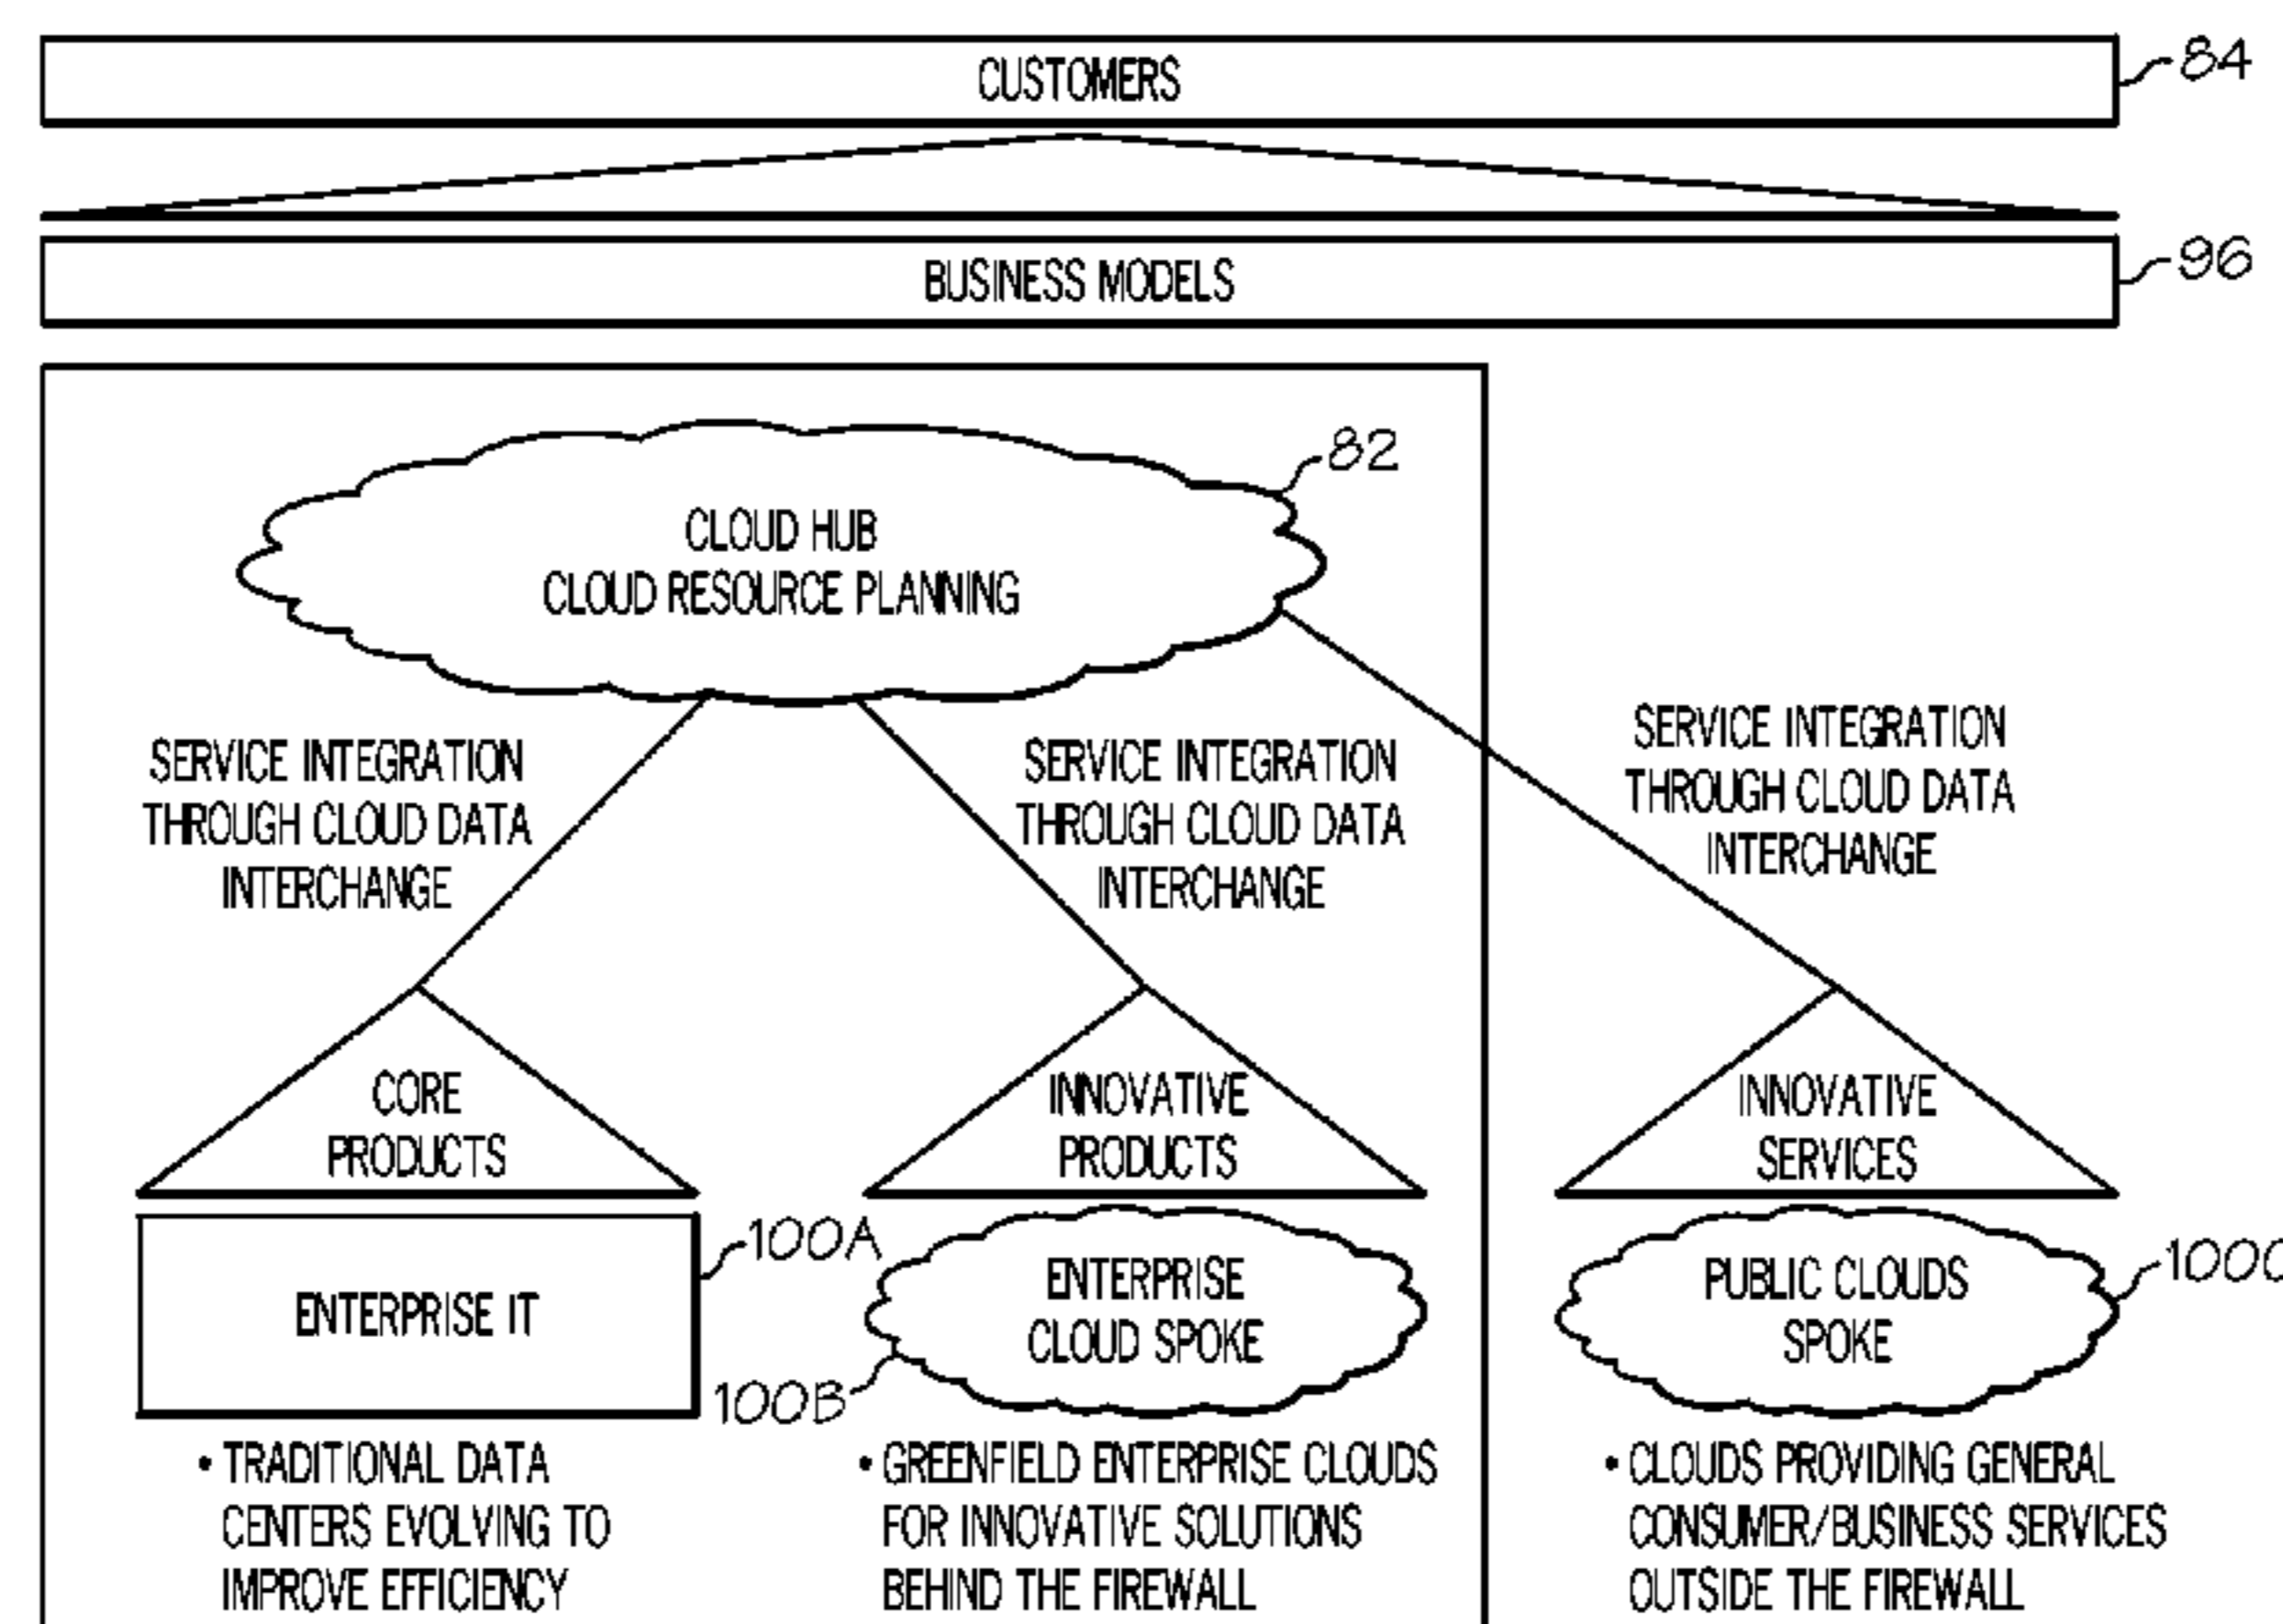 CUSTOMERS
84
BUSINESS MODELS
96
82
CLOUD HUB
CLOUD RESOURCE PLANNING
SERVICE INTEGRATION
THROUGH CLOUD DATA
INTERCHANGE
SERVICE INTEGRATION
THROUGH CLOUD DATA
INTERCHANGE
SERVICE INTEGRATION
THROUGH CLOUD DATA
INTERCHANGE
CORE
PRODUCTS
INNOVATIVE
PRODUCTS
INNOVATIVE
SERVICES
ENTERPRISE IT
100A
ENTERPRISE
CLOUD SPOKE
100B
PUBLIC CLOUDS
SPOKE
100C
• TRADITIONAL DATA
CENTERS EVOLVING TO
IMPROVE EFFICIENCY
• GREENFIELD ENTERPRISE CLOUDS
FOR INNOVATIVE SOLUTIONS
BEHIND THE FIREWALL
• CLOUDS PROVIDING GENERAL
CONSUMER/BUSINESS SERVICES
OUTSIDE THE FIREWALL